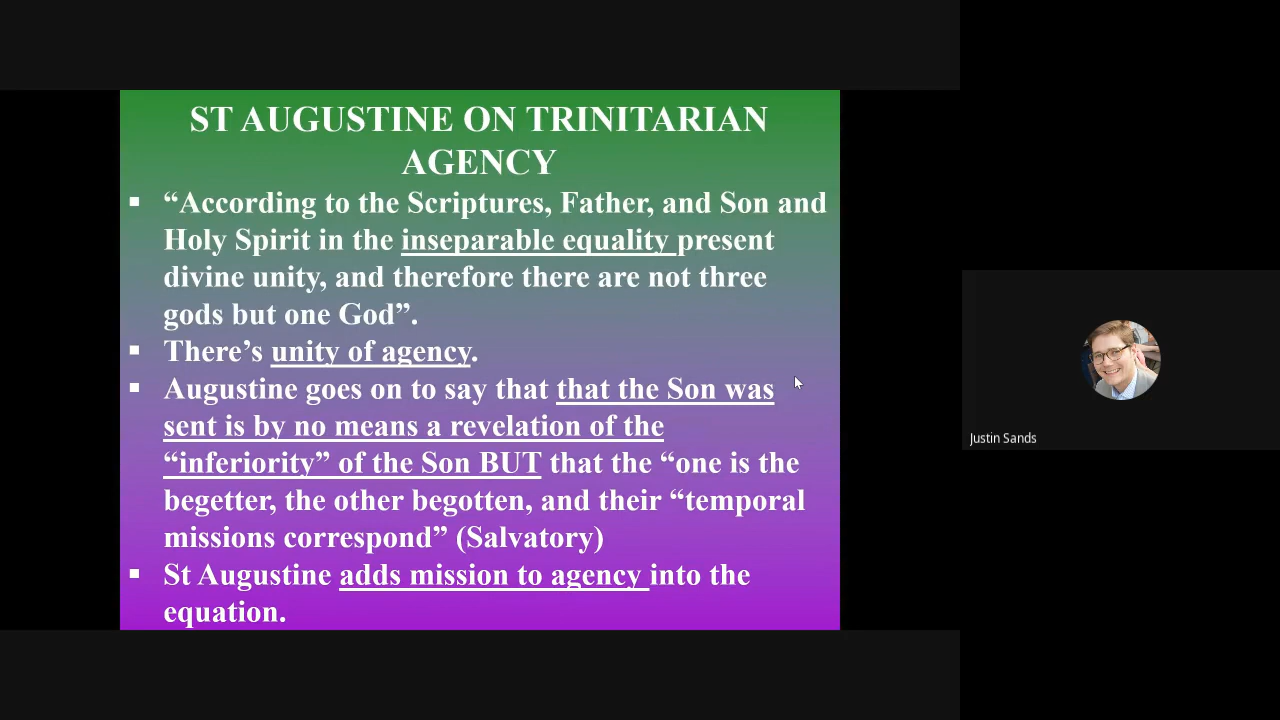 ST AUGUSTINE ON TRINITARIAN
AGENCY
▪ “According to the Scriptures, Father, and Son and
Holy Spirit in the inseparable equality present
divine unity, and therefore there are not three
gods but one God”.
▪ There’s unity of agency.
▪ Augustine goes on to say that that the Son was
sent is by no means a revelation of the
“inferiority” of the Son BUT that the “one is the
begetter, the other begotten, and their “temporal
missions correspond” (Salvatory)
▪ St Augustine adds mission to agency into the
equation.
Justin Sands